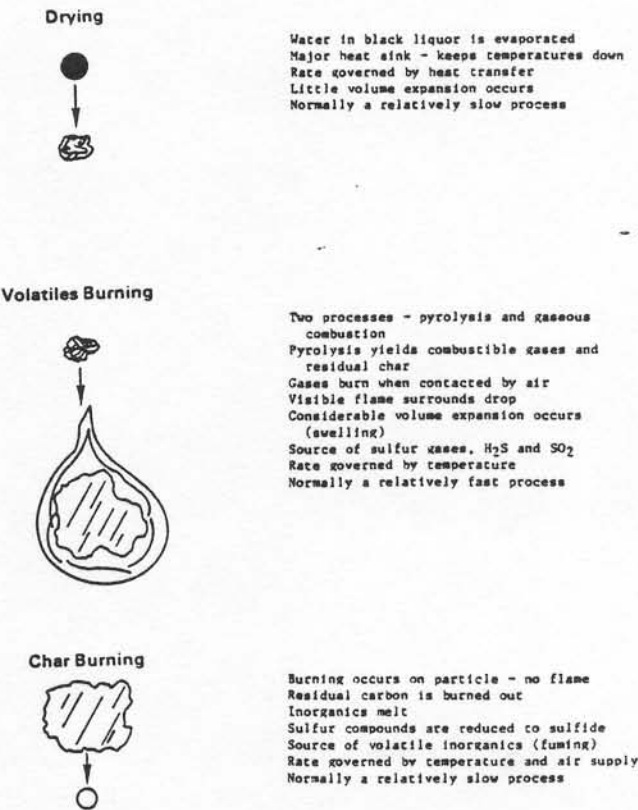 Drying
Water in black liquor is evaporated
Major heat sink - keeps temperatures down
Rate governed by heat transfer
Little volume expansion occurs
Normally a relatively slow process
Volatiles Burning
Two processes - pyrolysis and gaseous
combustion
Pyrolysis yields combustible gases and
residual char
Gases burn when contacted by air
Visible flame surrounds drop
Considerable volume expansion occurs
(swelling)
Source of sulfur gases, H₂S and SO₂
Rate governed by temperature
Normally a relatively fast process
Char Burning
Burning occurs on particle - no flame
Residual carbon is burned out
Inorganics melt
Sulfur compounds are reduced to sulfide
Source of volatile inorganics (fuming)
Rate governed by temperature and air supply
Normally a relatively slow process